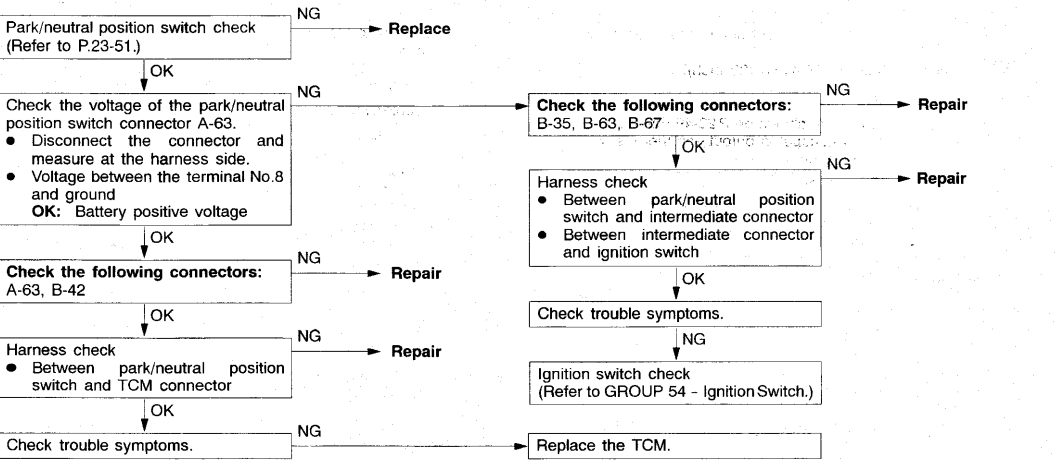 Park/neutral position switch check
(Refer to P.23-51.)
NG
Replace
OK
Check the voltage of the park/neutral
position switch connector A-63.
● Disconnect the connector and
measure at the harness side.
● Voltage between the terminal No.8
and ground
OK: Battery positive voltage
NG
OK
Check the following connectors:
A-63, B-42
NG
Repair
OK
Harness check
● Between park/neutral position
switch and TCM connector
NG
Repair
OK
Check trouble symptoms.
NG
Replace the TCM.
Check the following connectors:
B-35, B-63, B-67
NG
Repair
OK
Harness check
● Between park/neutral position
switch and intermediate connector
● Between intermediate connector
and ignition switch
NG
Repair
OK
Check trouble symptoms.
NG
Ignition switch check
(Refer to GROUP 54 – Ignition Switch.)